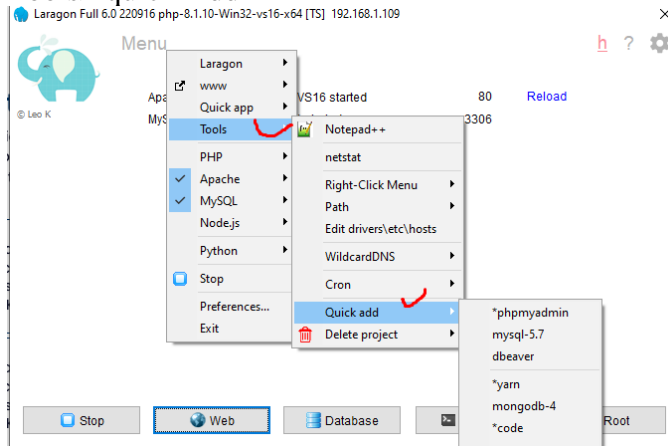 Laragon Full 6.0 220916 php-8.1.10-Win32-vs16-x64 [TS] 192.168.1.109
Menu
h ?
© Leo K
Laragon
www
Quick app
Tools
PHP
Apache
MySQL
Node.js
Python
Stop
Preferences...
Exit
Apa VS16 started 80 Reload
MyS 3306
Notepad++
netstat
Right-Click Menu
Path
Edit drivers\etc\hosts
WildcardDNS
Cron
Quick add
Delete project
*phpmyadmin
mysql-5.7
dbeaver
*yarn
mongodb-4
*code
Stop Web Database Root